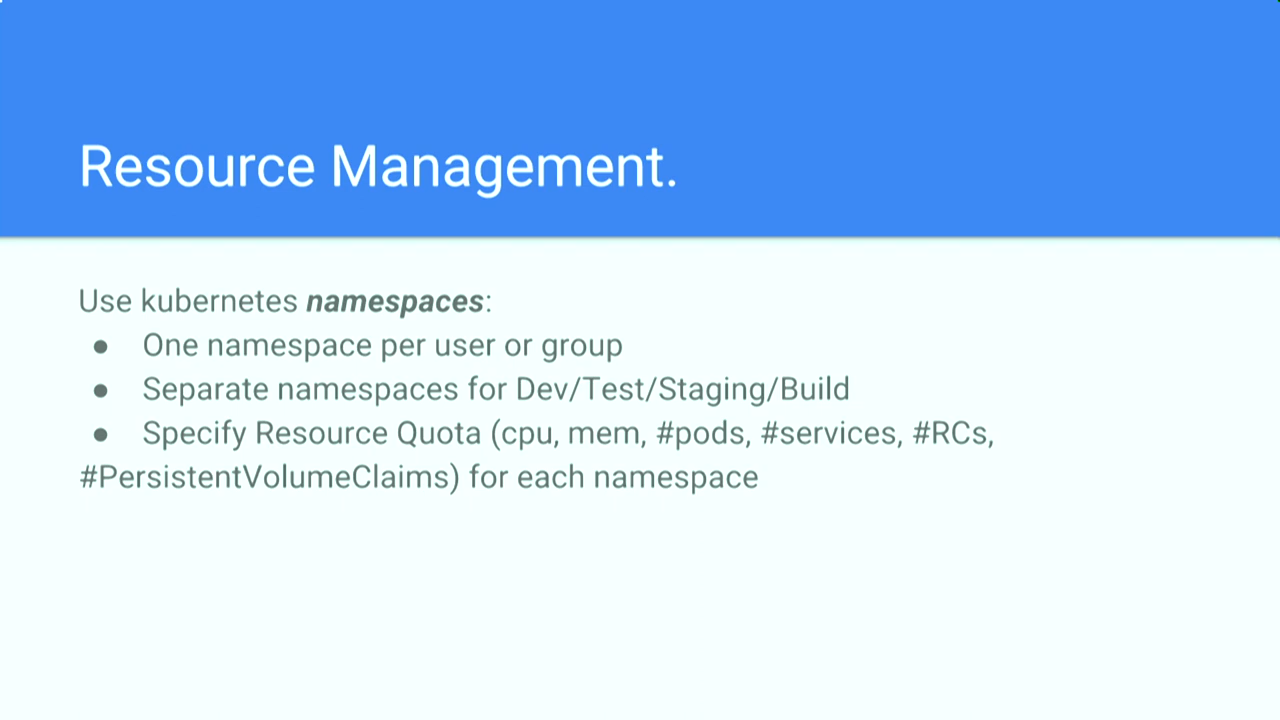 Resource Management.
Use kubernetes namespaces:
● One namespace per user or group
● Separate namespaces for Dev/Test/Staging/Build
● Specify Resource Quota (cpu, mem, #pods, #services, #RCs,
#PersistentVolumeClaims) for each namespace